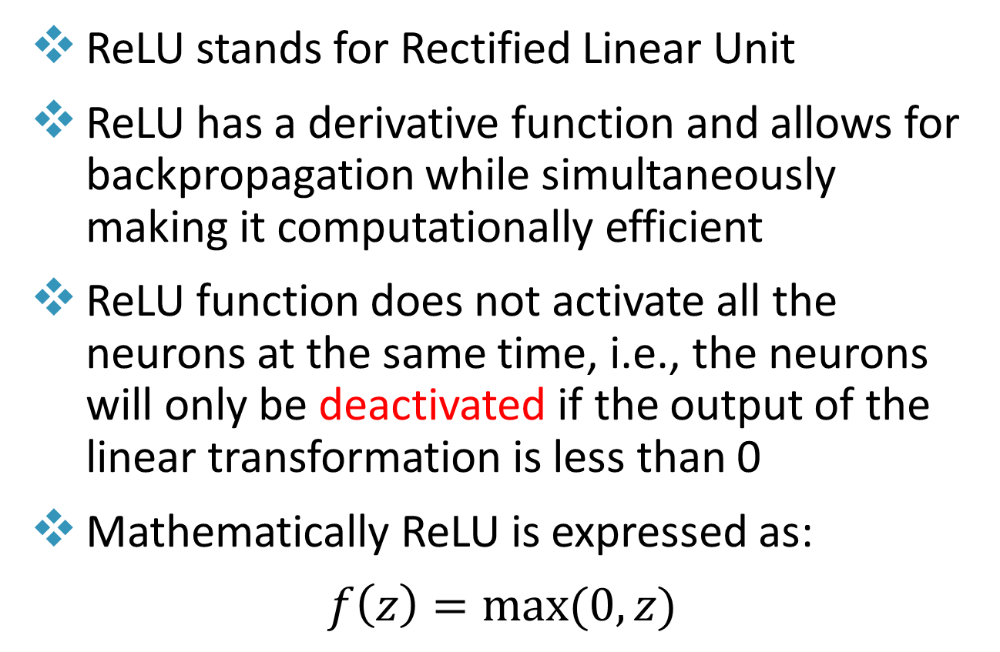 ReLU stands for Rectified Linear Unit
ReLU has a derivative function and allows for
backpropagation while simultaneously
making it computationally efficient
ReLU function does not activate all the
neurons at the same time, i.e., the neurons
will only be deactivated if the output of the
linear transformation is less than 0
Mathematically ReLU is expressed as:
f(z) = max(0, z)